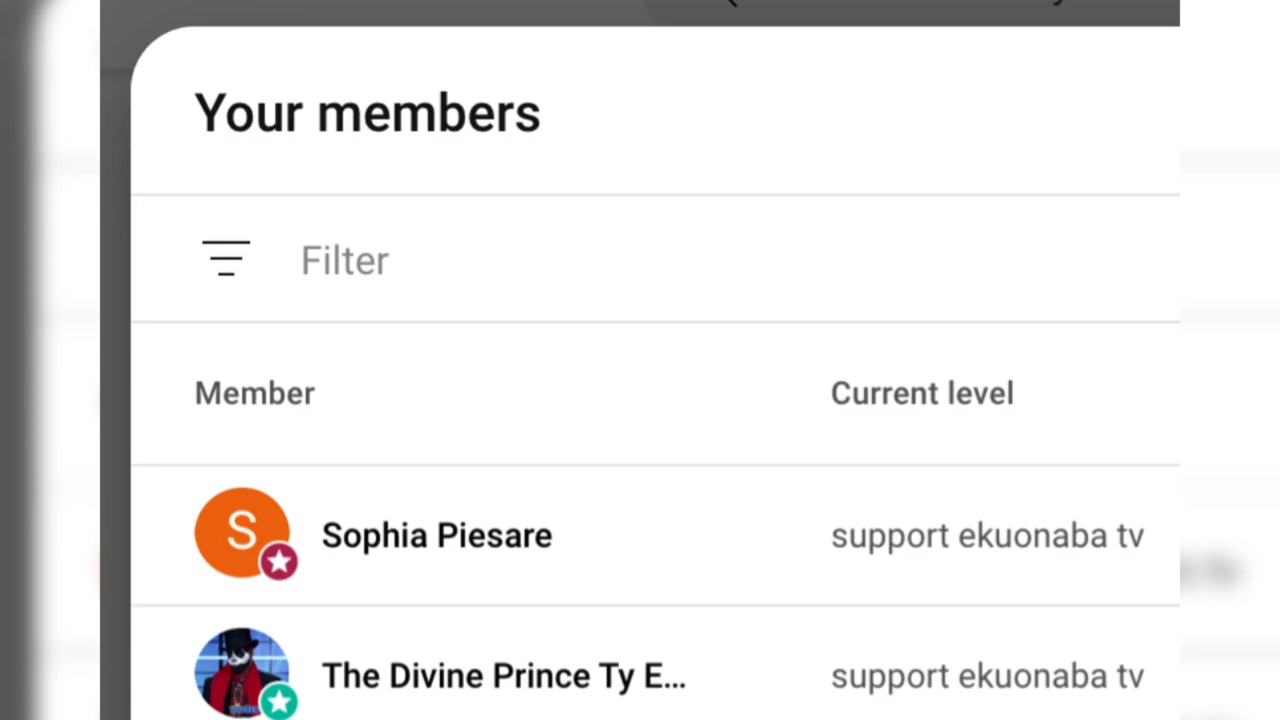 Your members
Filter
Member Current level
S Sophia Piesare support ekuonaba tv
The Divine Prince Ty E... support ekuonaba tv